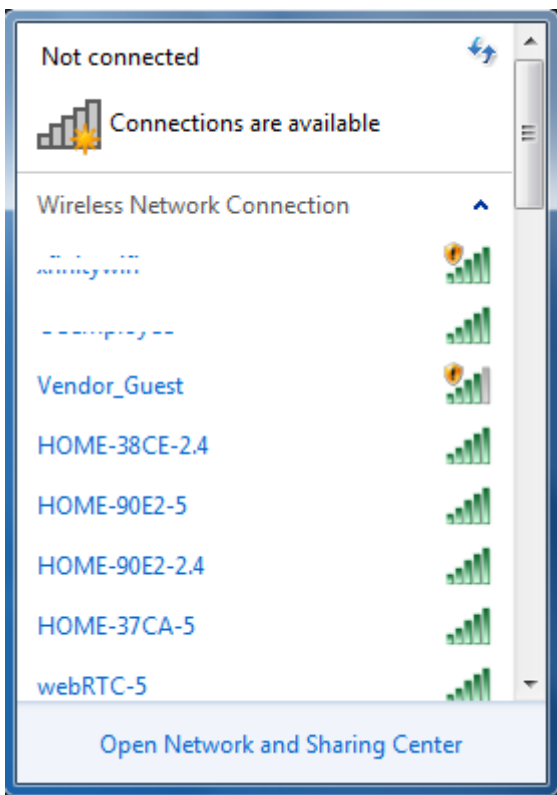 Not connected
Connections are available
Wireless Network Connection
xfinitywifi
Vendor_Guest
HOME-38CE-2.4
HOME-90E2-5
HOME-90E2-2.4
HOME-37CA-5
webRTC-5
Open Network and Sharing Center